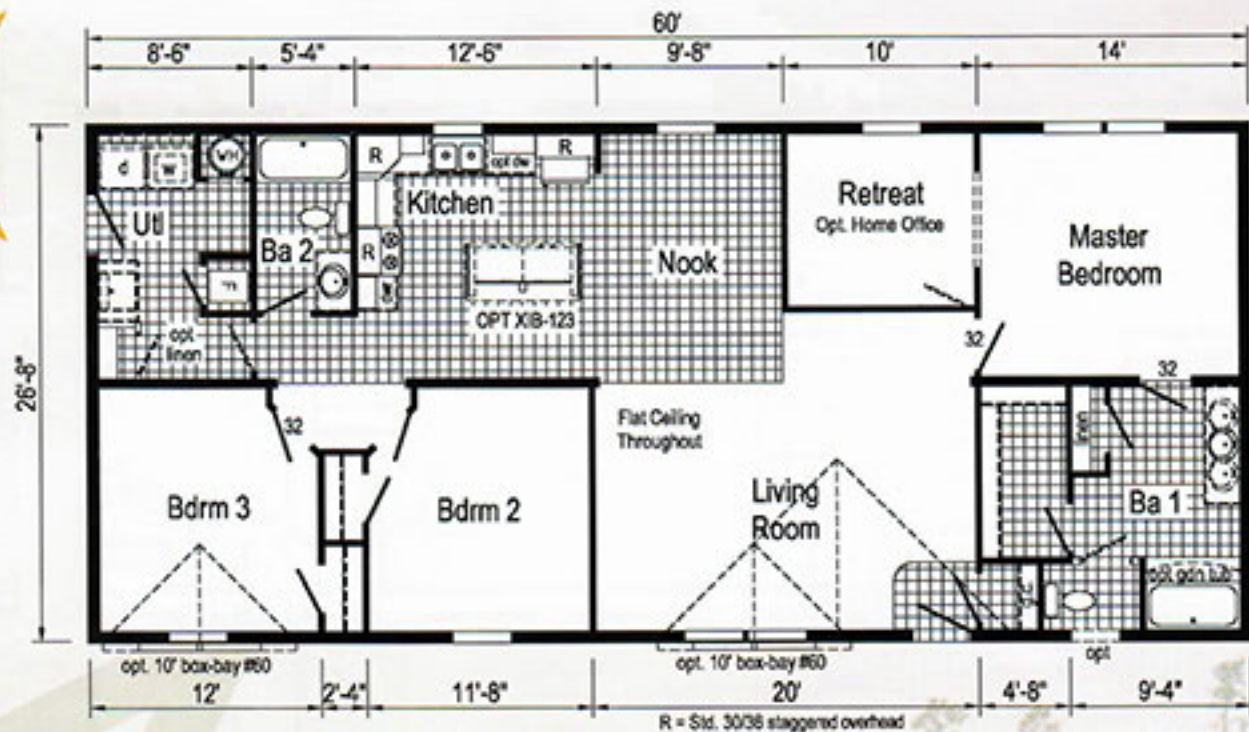 60'
8'-6" 5'-4" 12'-6" 9'-8" 10' 14'
26'-8"
d W WH
Utl
Ba 2
R
opt dw
R
Kitchen
R
Nook
Retreat
Opt. Home Office
Master
Bedroom
OPT XIB-123
opt
linen
32
32
32
Flat Ceiling
Throughout
linen
Bdrm 3
Bdrm 2
Living
Room
Ba 1
opt gdn tub
opt. 10' box-bay #60
opt. 10' box-bay #60
opt
12' 2'-4" 11'-8" 20' 4'-8" 9'-4"
R = Std. 30/36 staggered overhead